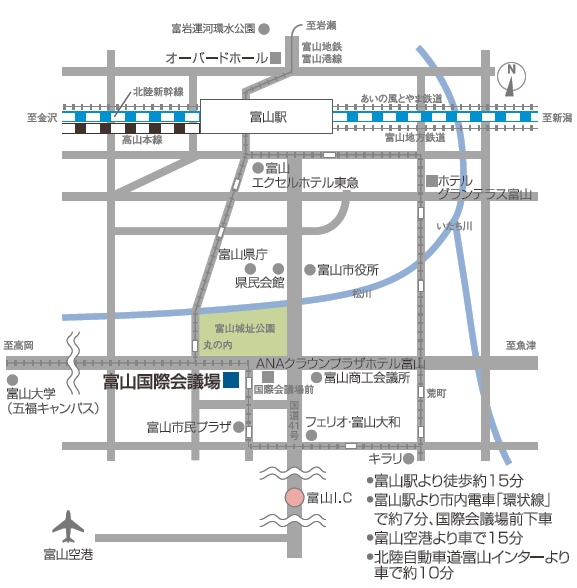 至岩瀬
富岩運河環水公園
富山地鉄
富山港線
オーバードホール
N
北陸新幹線
あいの風とやま鉄道
至金沢
富山駅
至新潟
高山本線
富山地方鉄道
富山
エクセルホテル東急
ホテル
グランテラス富山
いたち川
富山県庁
県民会館
富山市役所
松川
富山城址公園
丸の内
至高岡
至魚津
ANAクラウンプラザホテル富山
富山国際会議場
富山商工会議所
国際会議場前
荒町
富山大学
(五福キャンパス)
国道41号
富山市民プラザ
フェリオ・富山大和
キラリ
富山I.C
富山空港
●富山駅より徒歩約15分
●富山駅より市内電車「環状線」
で約7分、国際会議場前下車
●富山空港より車で15分
●北陸自動車道富山インターより
車で約10分